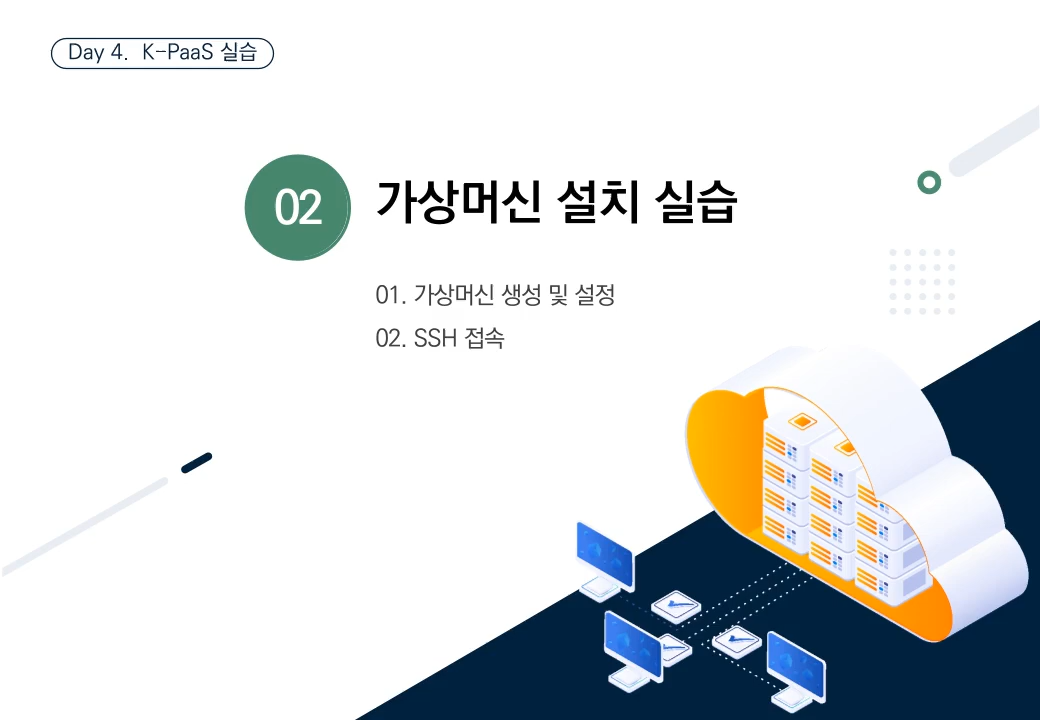 Day 4.  K-PaaS 실습
02
가상머신 설치 실습
01. 가상머신 생성 및 설정
02. SSH 접속